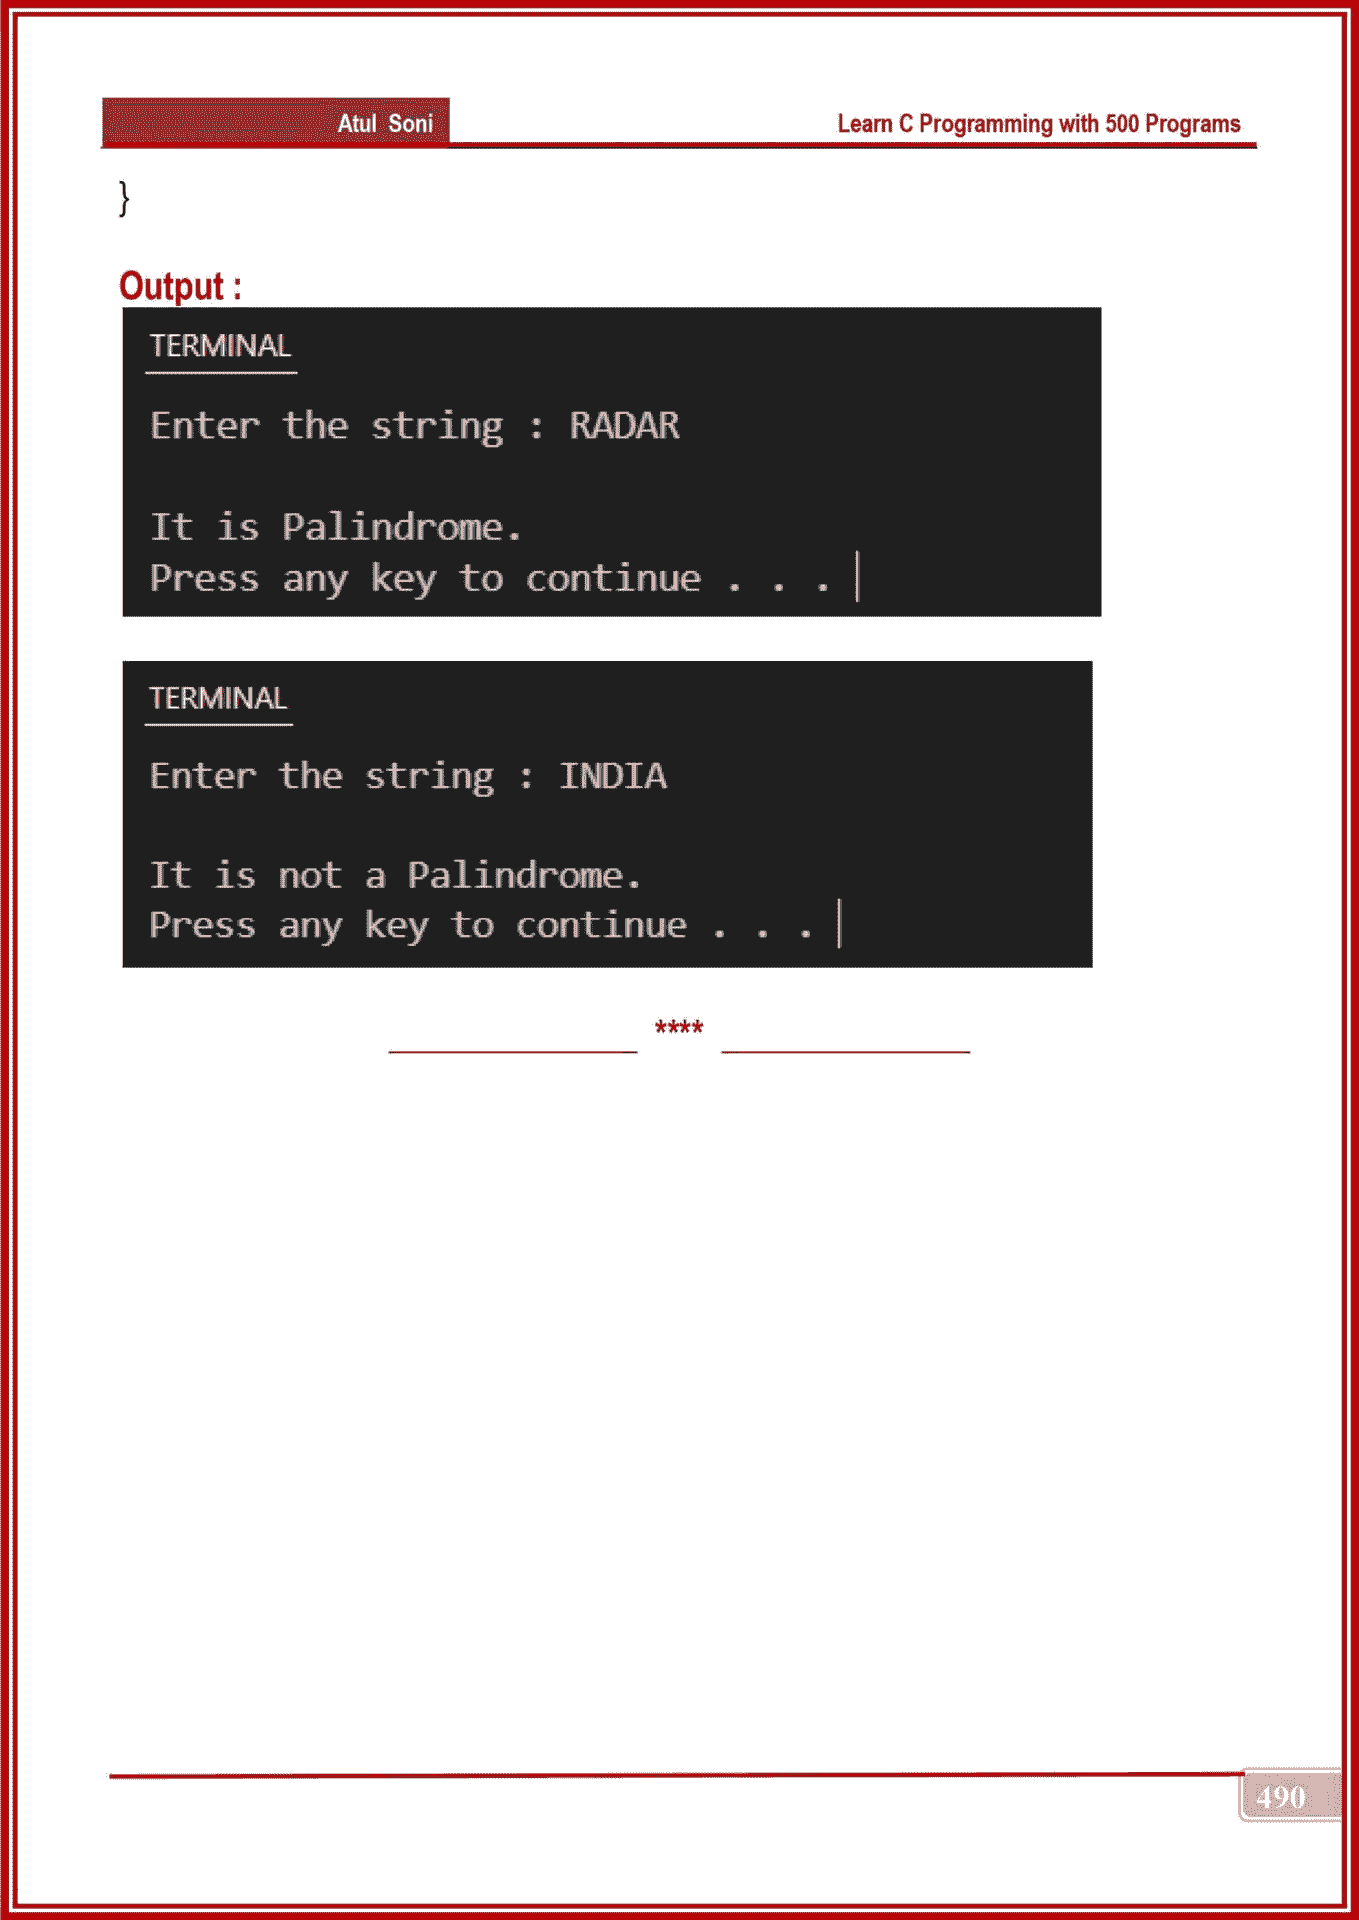 Atul Soni
Learn C Programming with 500 Programs
}
Output :
TERMINAL
Enter the string : RADAR
It is Palindrome.
Press any key to continue . . .
TERMINAL
Enter the string : INDIA
It is not a Palindrome.
Press any key to continue . . .
****
490